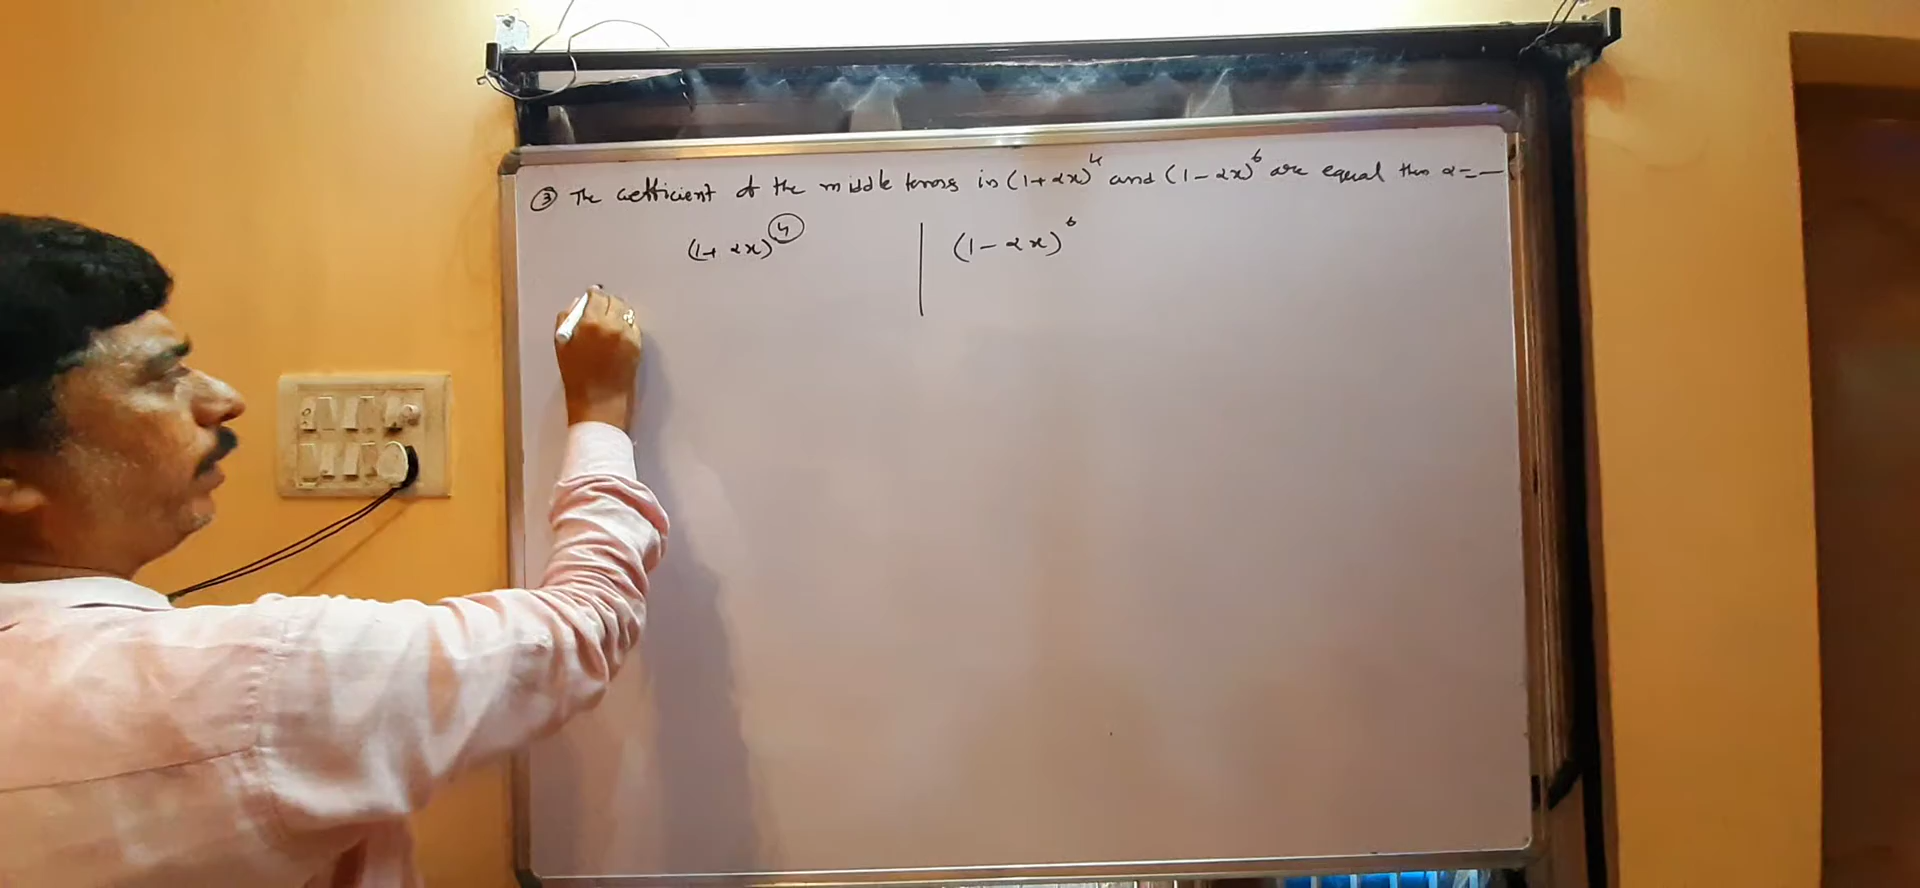 ③ The coefficient of the middle terms in (1+αx)⁴ and (1-αx)⁶ are equal then α=—
(1+αx)⁴ | (1-αx)⁶